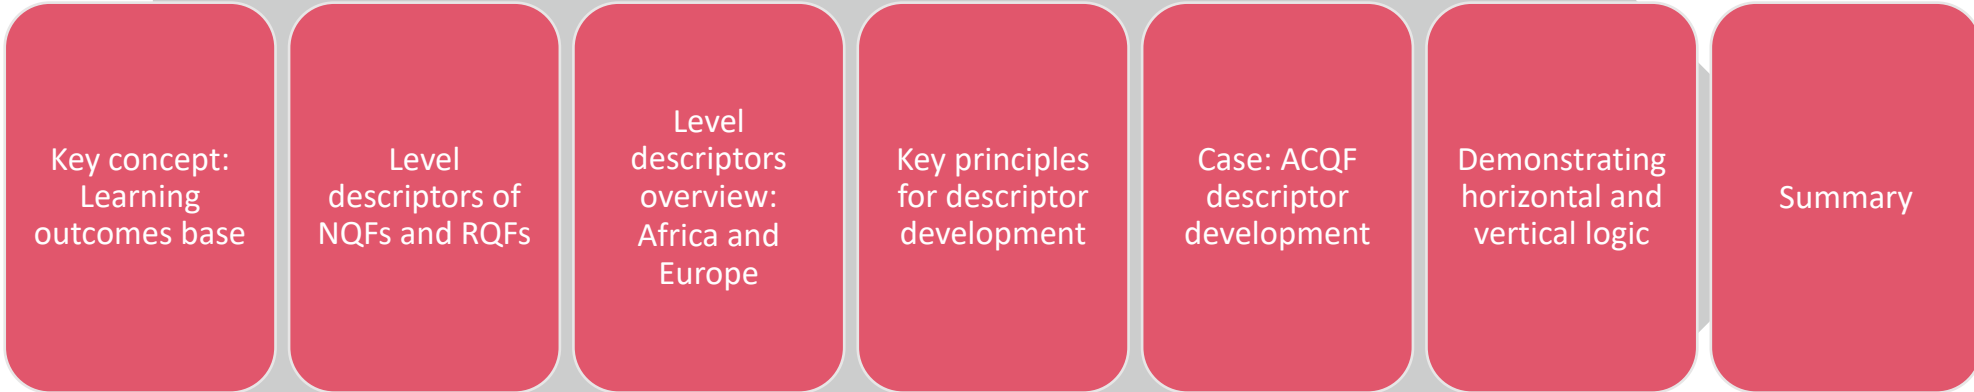 Key concept:
Learning
outcomes base
Level
descriptors of
NQFs and RQFs
Level
descriptors
overview:
Africa and
Europe
Key principles
for descriptor
development
Case: ACQF
descriptor
development
Demonstrating
horizontal and
vertical logic
Summary